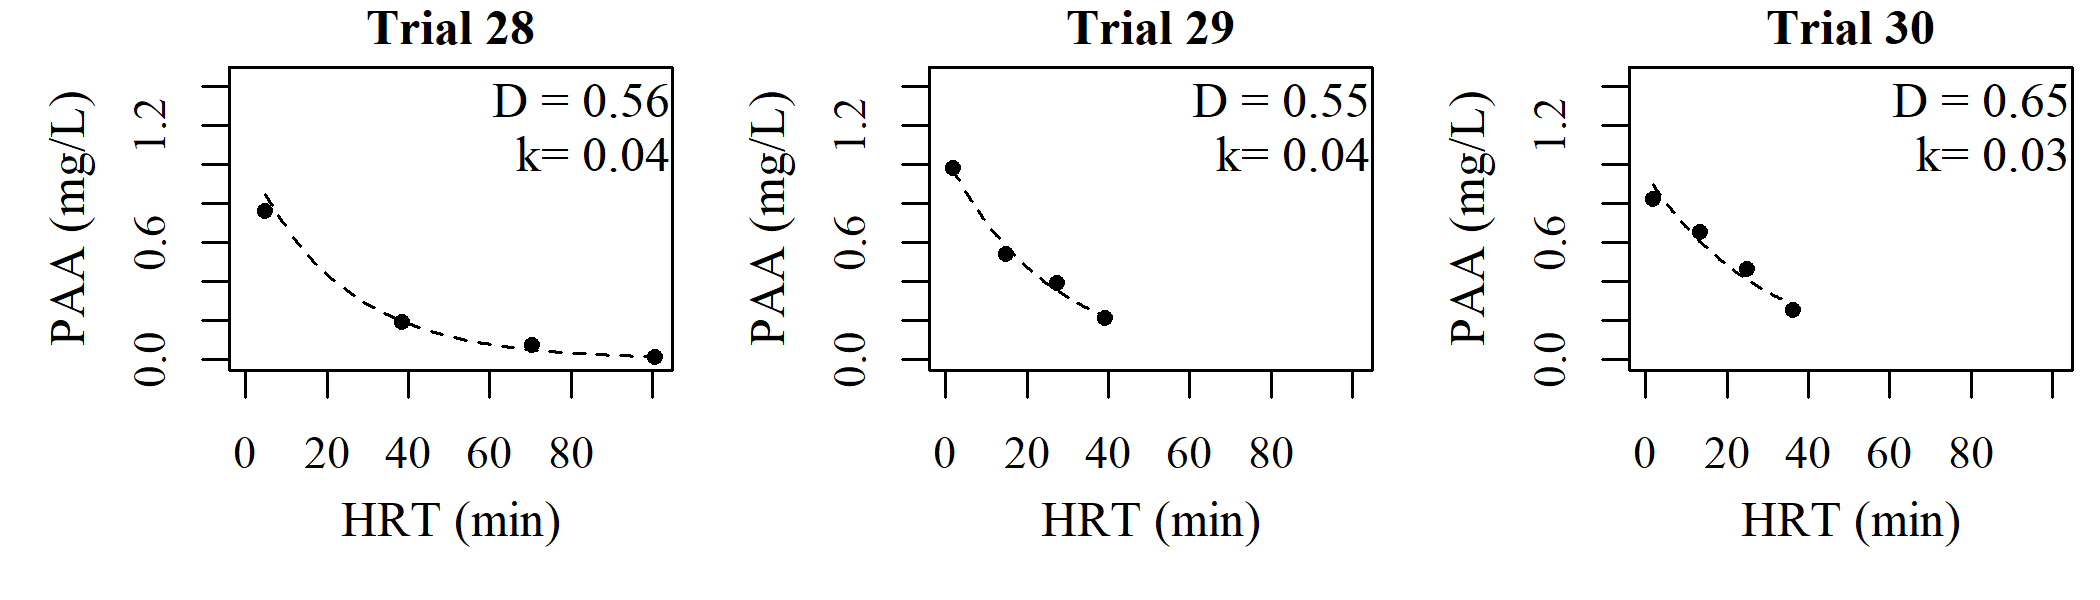 Trial 28
D = 0.56
k= 0.04
PAA (mg/L)
0.0 0.6 1.2
0 20 40 60 80
HRT (min)
Trial 29
D = 0.55
k= 0.04
PAA (mg/L)
0.0 0.6 1.2
0 20 40 60 80
HRT (min)
Trial 30
D = 0.65
k= 0.03
PAA (mg/L)
0.0 0.6 1.2
0 20 40 60 80
HRT (min)